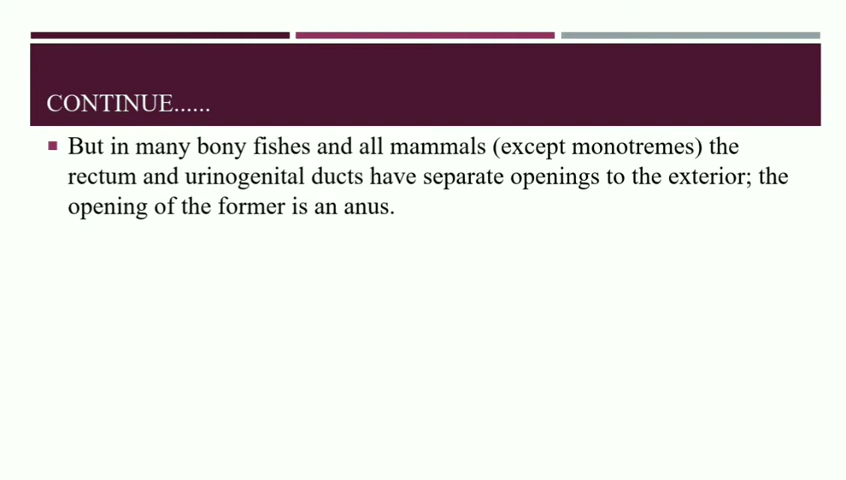 CONTINUE......
But in many bony fishes and all mammals (except monotremes) the
rectum and urinogenital ducts have separate openings to the exterior; the
opening of the former is an anus.